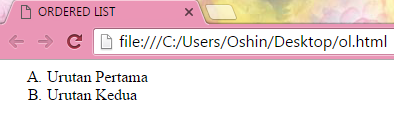 ORDERED LIST
file:///C:/Users/Oshin/Desktop/ol.html
A. Urutan Pertama
B. Urutan Kedua